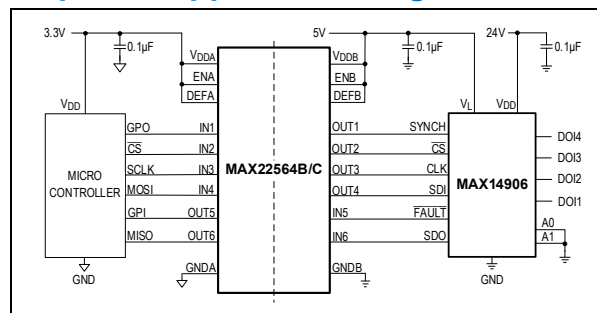 3.3V
0.1µF
5V
0.1µF
24V
0.1µF
VDDA
ENA
DEFA
VDDB
ENB
DEFB
VDD
VL
VDD
GPO
IN1
OUT1
SYNCH
CS
IN2
OUT2
CS
SCLK
IN3
OUT3
CLK
MOSI
IN4
OUT4
SDI
GPI
OUT5
IN5
FAULT
MISO
OUT6
IN6
SDO
MICRO
CONTROLLER
MAX22564B/C
MAX14906
DOI4
DOI3
DOI2
DOI1
A0
A1
GNDA
GNDB
GND
GND